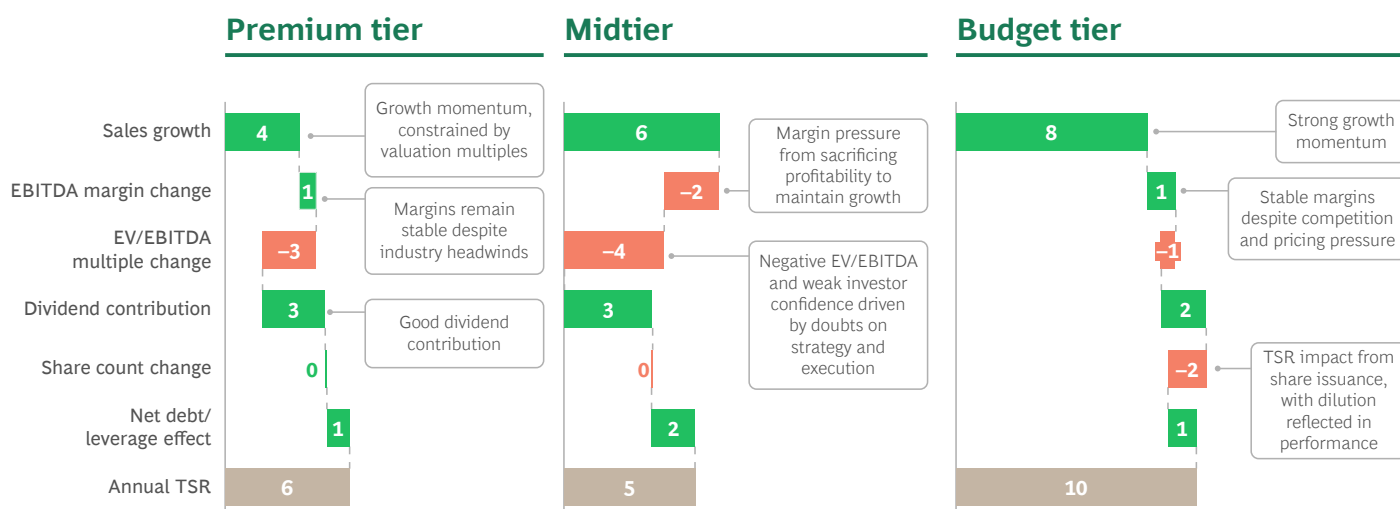 Premium tier
Midtier
Budget tier
Sales growth
EBITDA margin change
EV/EBITDA
multiple change
Dividend contribution
Share count change
Net debt/
leverage effect
Annual TSR
4
1
–3
3
0
1
6
Growth momentum,
constrained by
valuation multiples
Margins remain
stable despite
industry headwinds
Good dividend
contribution
6
–2
–4
3
0
2
5
Margin pressure
from sacrificing
profitability to
maintain growth
Negative EV/EBITDA
and weak investor
confidence driven
by doubts on
strategy and
execution
8
1
–1
2
–2
1
10
Strong growth
momentum
Stable margins
despite competition
and pricing pressure
TSR impact from
share issuance,
with dilution
reflected in
performance